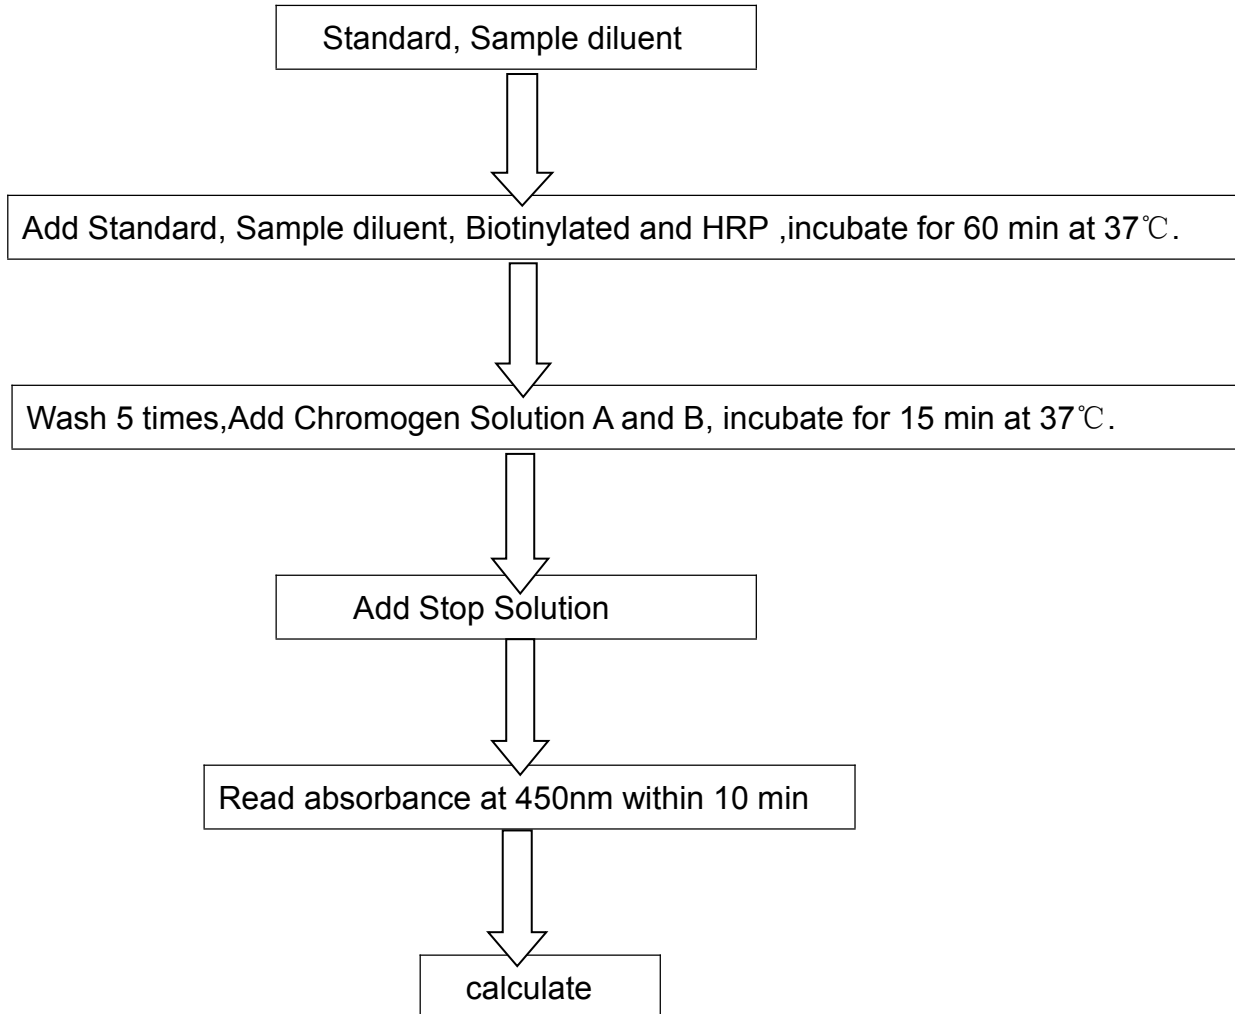 Standard, Sample diluent
Add Standard, Sample diluent, Biotinylated and HRP ,incubate for 60 min at 37℃.
Wash 5 times,Add Chromogen Solution A and B, incubate for 15 min at 37℃.
Add Stop Solution
Read absorbance at 450nm within 10 min
calculate